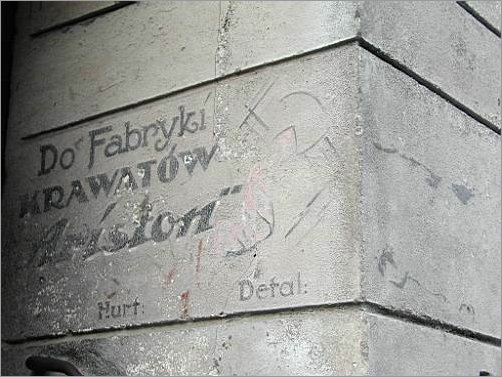 Do Fabryki
KRAWATÓW
"Ariston"
Hurt: Detal: